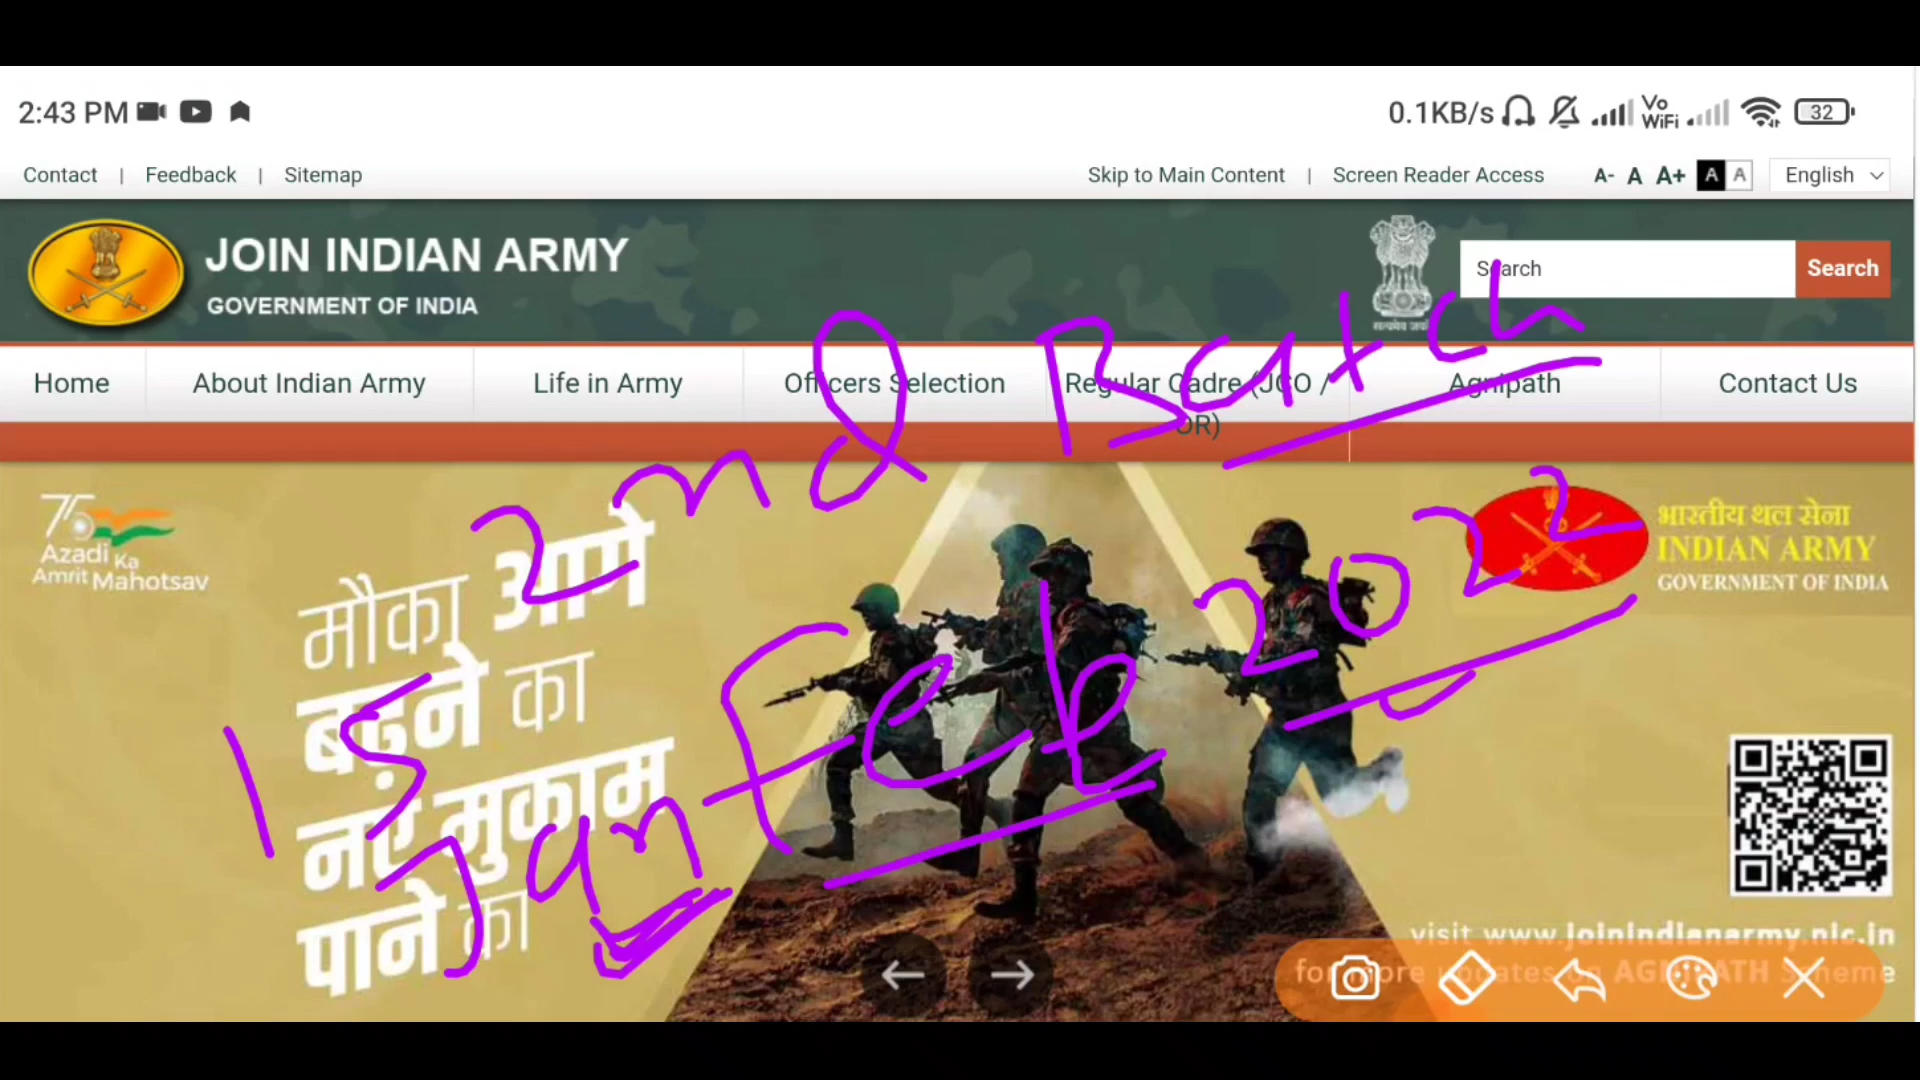 2:43 PM 0.1KB/s Vo WiFi 32
Contact | Feedback | Sitemap Skip to Main Content | Screen Reader Access A- A A+ A A English
JOIN INDIAN ARMY
GOVERNMENT OF INDIA
सत्यमेव जयते
Search Search
Home About Indian Army Life in Army Officers Selection Regular Cadre (JCO / OR) Agnipath Contact Us
2nd Batch
75
Azadi Ka
Amrit Mahotsav
भारतीय थल सेना
INDIAN ARMY
GOVERNMENT OF INDIA
मौका आगे
बढ़ने का
नए मुकाम
पाने का
15 Jan Feb 2022
visit www.joinindianarmy.nic.in
for more updates on AGNIPATH Scheme